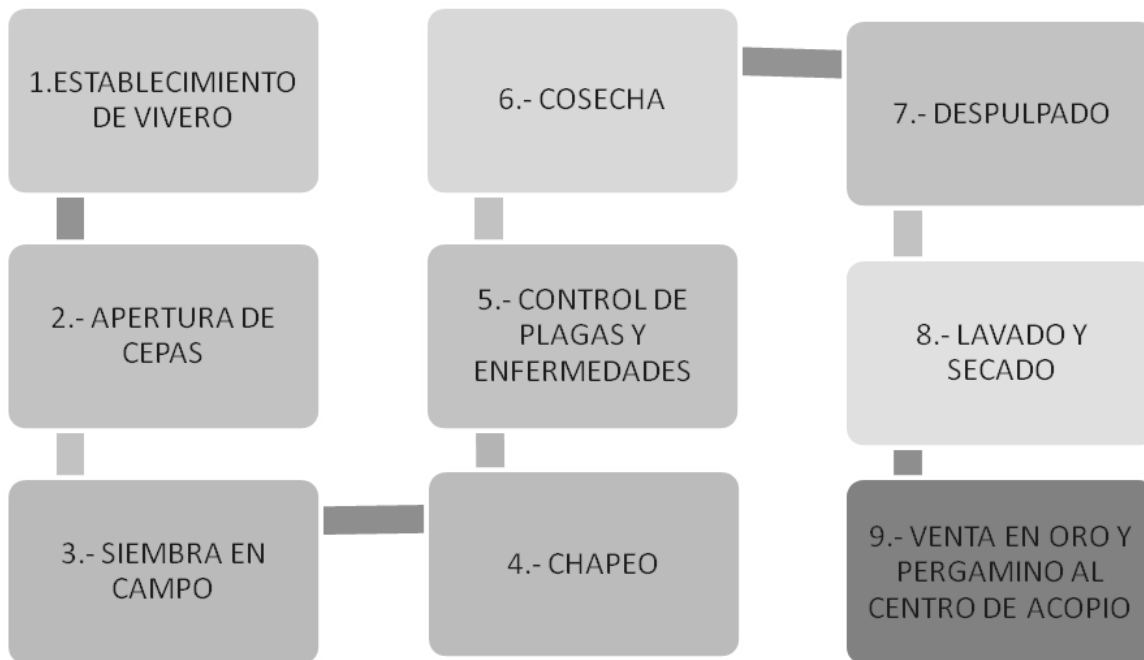 1.ESTABLECIMIENTO
DE VIVERO
2.- APERTURA DE
CEPAS
3.- SIEMBRA EN
CAMPO
4.- CHAPEO
5.- CONTROL DE
PLAGAS Y
ENFERMEDADES
6.- COSECHA
7.- DESPULPADO
8.- LAVADO Y
SECADO
9.- VENTA EN ORO Y
PERGAMINO AL
CENTRO DE ACOPIO